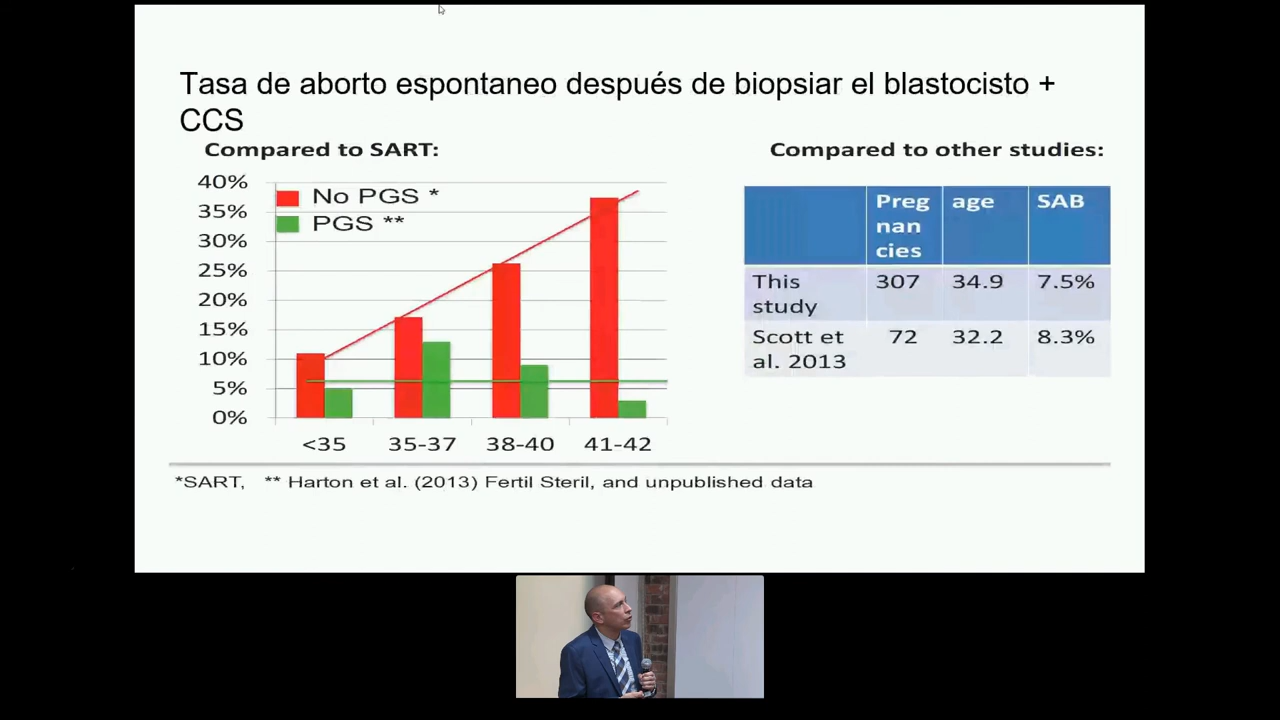 Tasa de aborto espontaneo después de biopsiar el blastocisto +
CCS
Compared to SART:
40%
35%
30%
25%
20%
15%
10%
5%
0%
No PGS *
PGS **
<35 35-37 38-40 41-42
Compared to other studies:
Preg
nan
cies
age
SAB
This
study
307 34.9 7.5%
Scott et
al. 2013
72 32.2 8.3%
*SART, ** Harton et al. (2013) Fertil Steril, and unpublished data